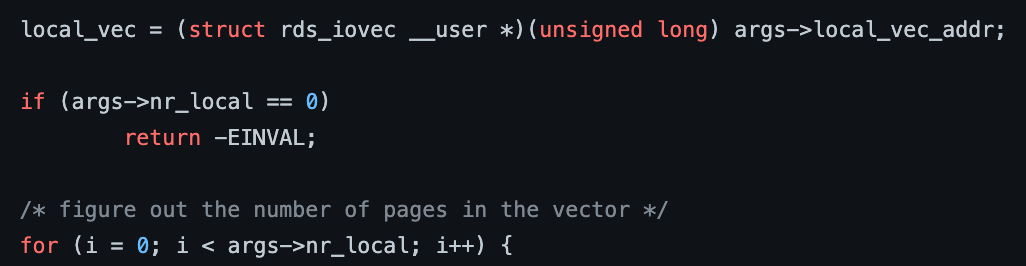 local_vec = (struct rds_iovec __user *)(unsigned long) args->local_vec_addr;
if (args->nr_local == 0)
return -EINVAL;
/* figure out the number of pages in the vector */
for (i = 0; i < args->nr_local; i++) {